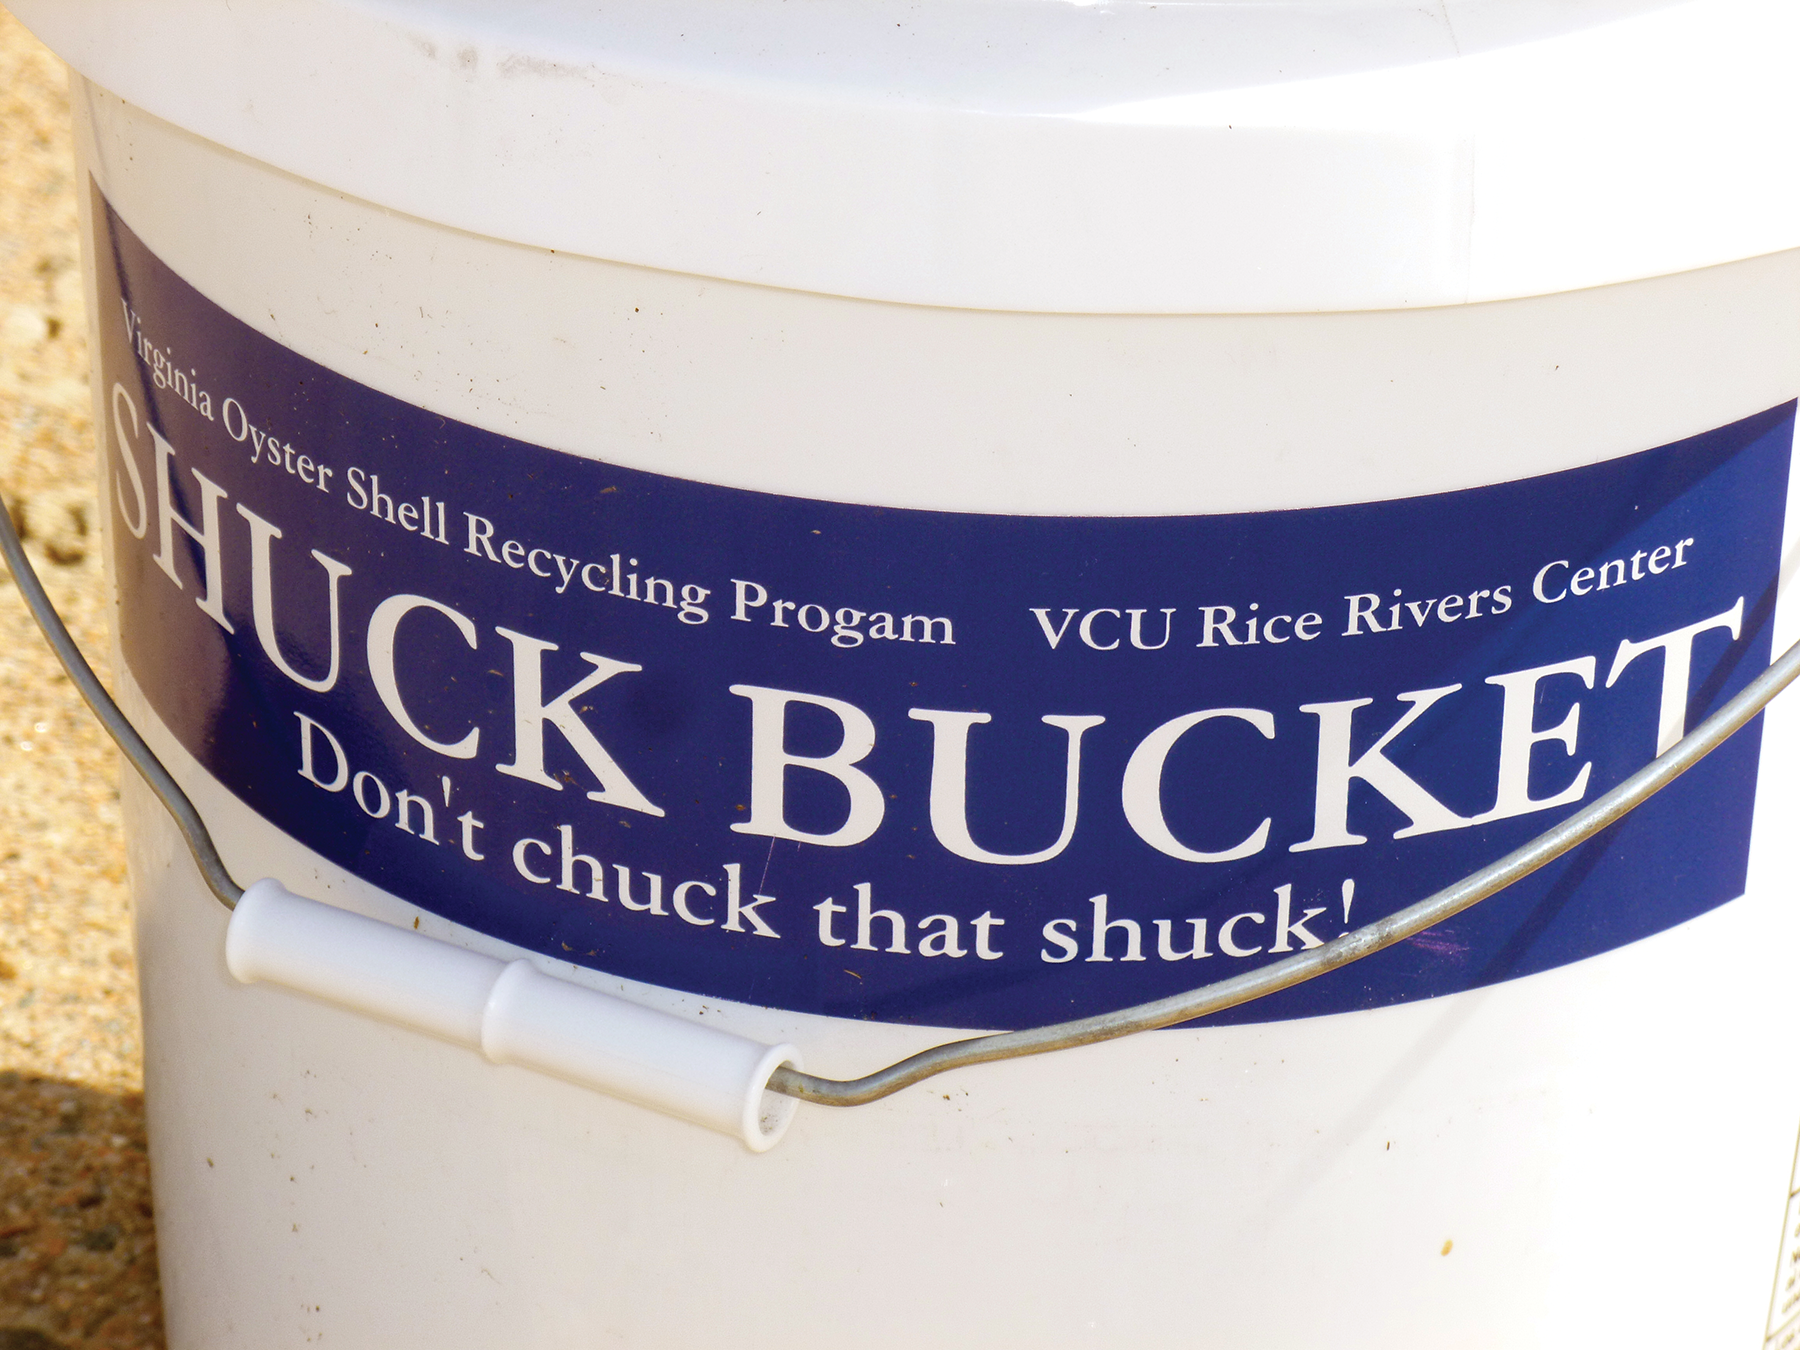 Virginia Oyster Shell Recycling Progam VCU Rice Rivers Center
SHUCK BUCKET
Don't chuck that shuck!